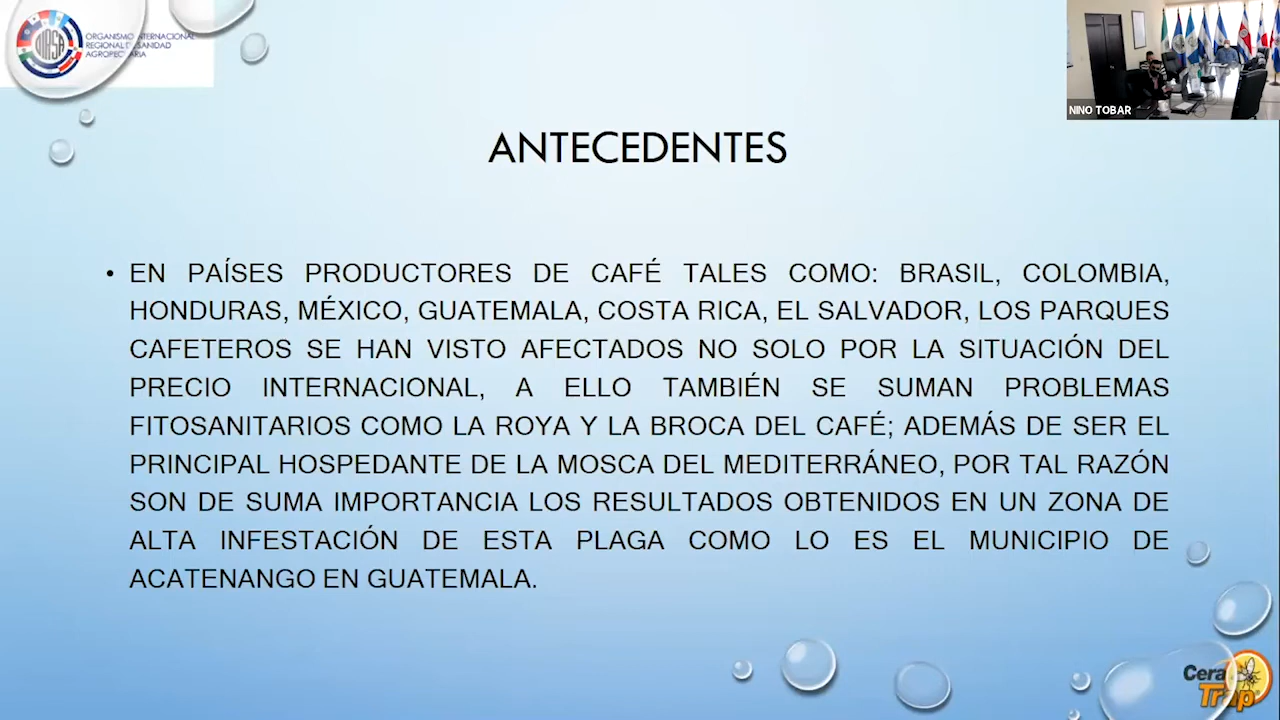 OIRSA
ORGANISMO INTERNACIONAL
REGIONAL DE SANIDAD
AGROPECUARIA
NINO TOBAR
ANTECEDENTES
• EN PAÍSES PRODUCTORES DE CAFÉ TALES COMO: BRASIL, COLOMBIA,
HONDURAS, MÉXICO, GUATEMALA, COSTA RICA, EL SALVADOR, LOS PARQUES
CAFETEROS SE HAN VISTO AFECTADOS NO SOLO POR LA SITUACIÓN DEL
PRECIO INTERNACIONAL, A ELLO TAMBIÉN SE SUMAN PROBLEMAS
FITOSANITARIOS COMO LA ROYA Y LA BROCA DEL CAFÉ; ADEMÁS DE SER EL
PRINCIPAL HOSPEDANTE DE LA MOSCA DEL MEDITERRÁNEO, POR TAL RAZÓN
SON DE SUMA IMPORTANCIA LOS RESULTADOS OBTENIDOS EN UN ZONA DE
ALTA INFESTACIÓN DE ESTA PLAGA COMO LO ES EL MUNICIPIO DE
ACATENANGO EN GUATEMALA.
Cera
Trap